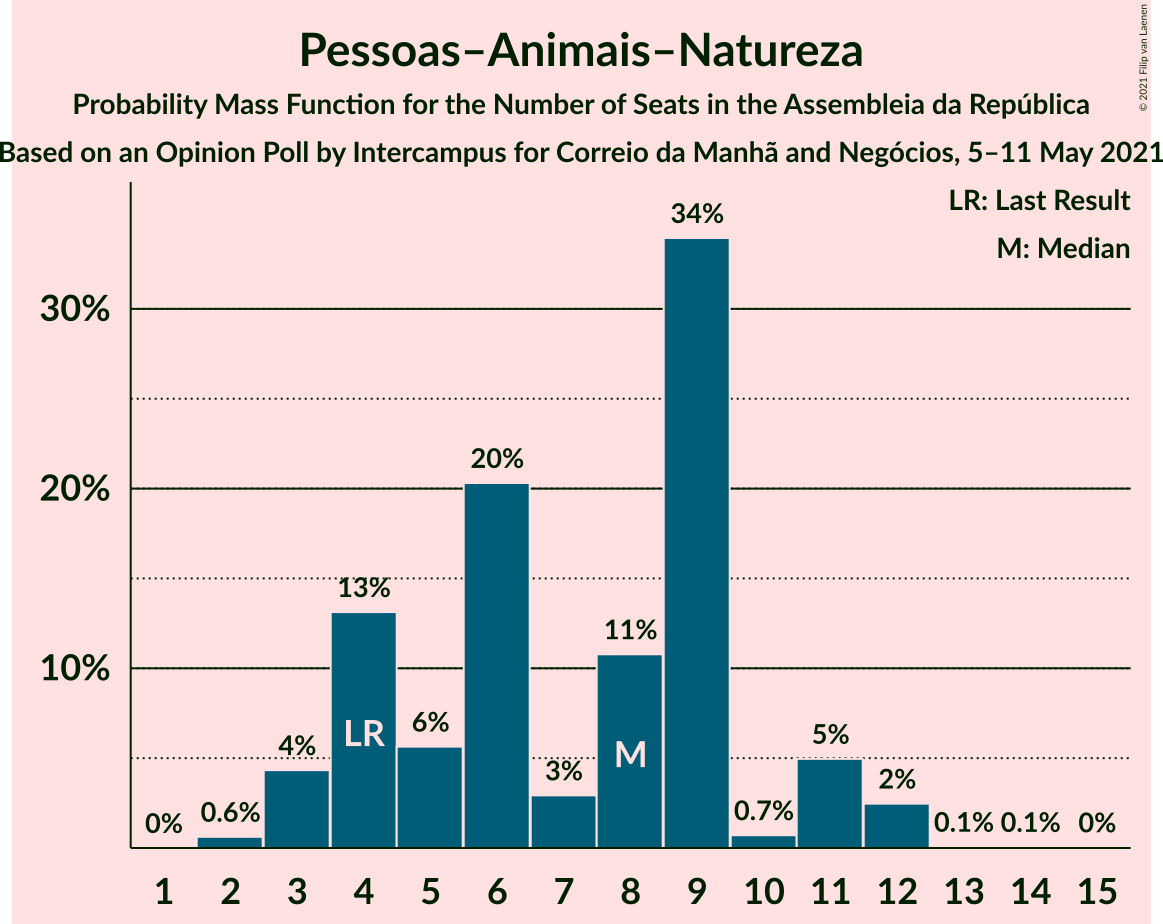 Pessoas–Animais–Natureza
Probability Mass Function for the Number of Seats in the Assembleia da República
Based on an Opinion Poll by Intercampus for Correio da Manhã and Negócios, 5–11 May 2021
© 2021 Filip van Laenen
LR: Last Result
M: Median
34%
30%
20%
20%
13%
11%
10%
LR
6%
5%
4%
M
3%
2%
0.7%
0.6%
0%
0.1%
0.1%
0%
1 2 3 4 5 6 7 8 9 10 11 12 13 14 15